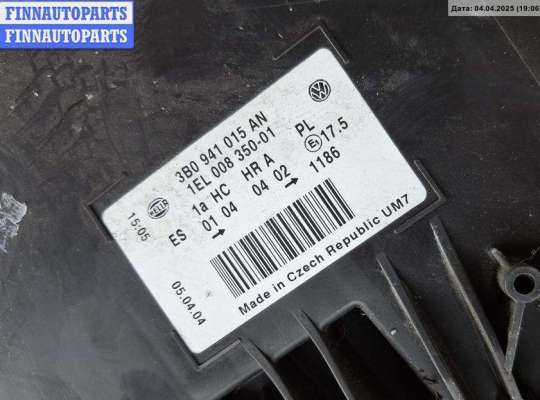 FINNAUTOPARTS
FINNAUTOPARTS
Дата: 04.04.2025 (19:06
3B0 941 015 AN
1EL 008 350-01
1a HC HR A PL
ES 01 04 04 02 → 1186
→
E1 17.5
15:05
HELLA
05.04.04
Made in Czech Republic UM7